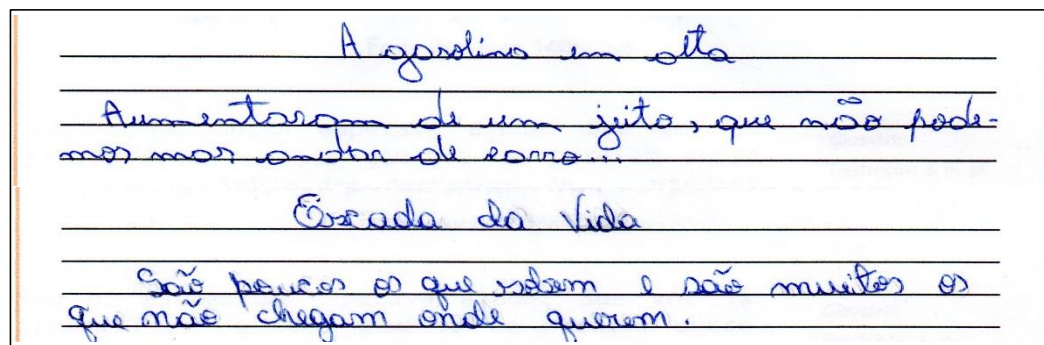 A gasolina em alta
Aumentaram de um jeito, que não pode-
mos mas andar de carro...
Escada da Vida
São poucos os que sobem e são muitos os
que não chegam onde querem.